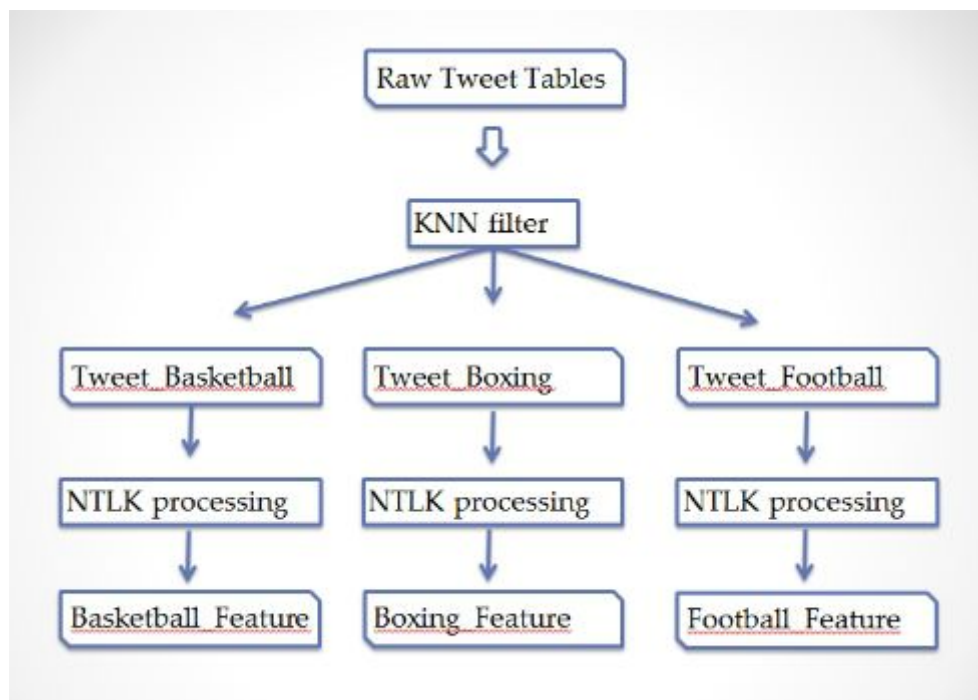 Raw Tweet Tables
KNN filter
Tweet_Basketball
Tweet_Boxing
Tweet_Football
NTLK processing
NTLK processing
NTLK processing
Basketball_Feature
Boxing_Feature
Football_Feature